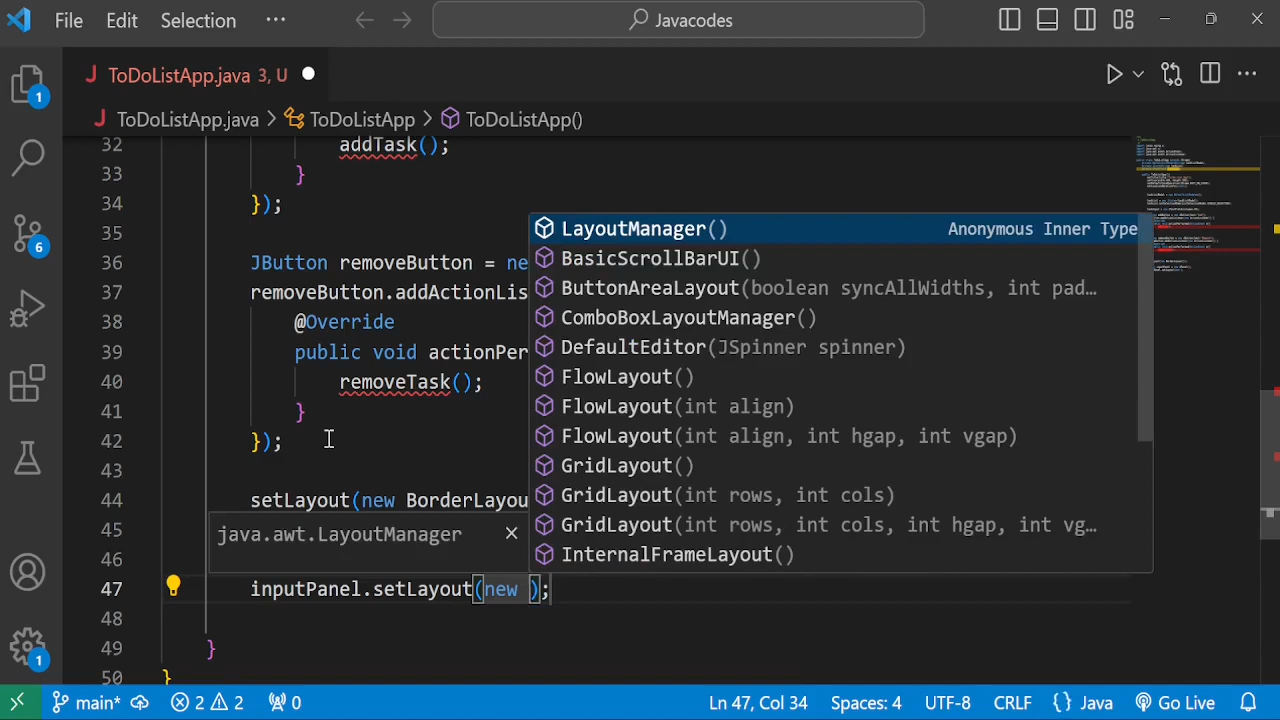 File Edit Selection ··· Javacodes
J ToDoListApp.java 3, U
J ToDoListApp.java > ToDoListApp > ToDoListApp()
32 addTask();
33 }
34 });
35
36 JButton removeButton = ne
37 removeButton.addActionLis
38 @Override
39 public void actionPer
40 removeTask();
41 }
42 });
43
44 setLayout(new BorderLayou
45
46
47 inputPanel.setLayout(new );
48
49 }
50 }
LayoutManager() Anonymous Inner Type
BasicScrollBarUI()
ButtonAreaLayout(boolean syncAllWidths, int pad…
ComboBoxLayoutManager()
DefaultEditor(JSpinner spinner)
FlowLayout()
FlowLayout(int align)
FlowLayout(int align, int hgap, int vgap)
GridLayout()
GridLayout(int rows, int cols)
GridLayout(int rows, int cols, int hgap, int vg…
InternalFrameLayout()
java.awt.LayoutManager
1
6
1
main* 2 2 0 Ln 47, Col 34 Spaces: 4 UTF-8 CRLF {} Java Go Live